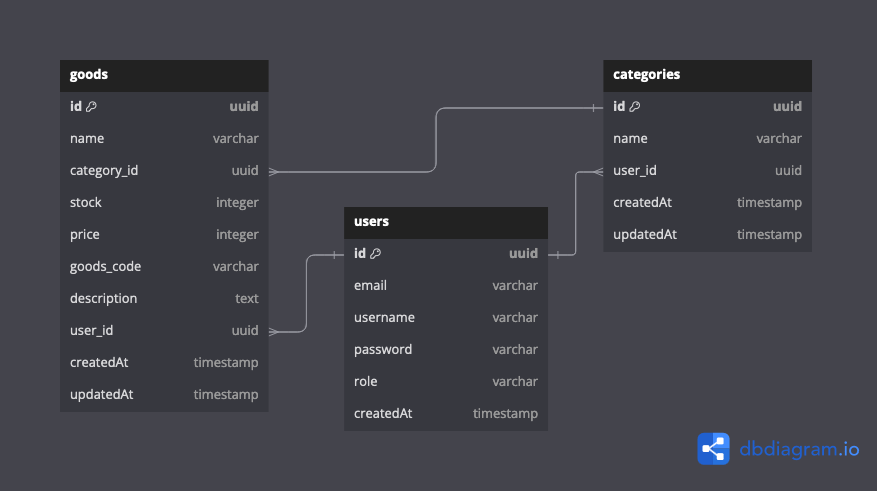 goods
id uuid
name varchar
category_id uuid
stock integer
price integer
goods_code varchar
description text
user_id uuid
createdAt timestamp
updatedAt timestamp
users
id uuid
email varchar
username varchar
password varchar
role varchar
createdAt timestamp
categories
id uuid
name varchar
user_id uuid
createdAt timestamp
updatedAt timestamp
dbdiagram.io